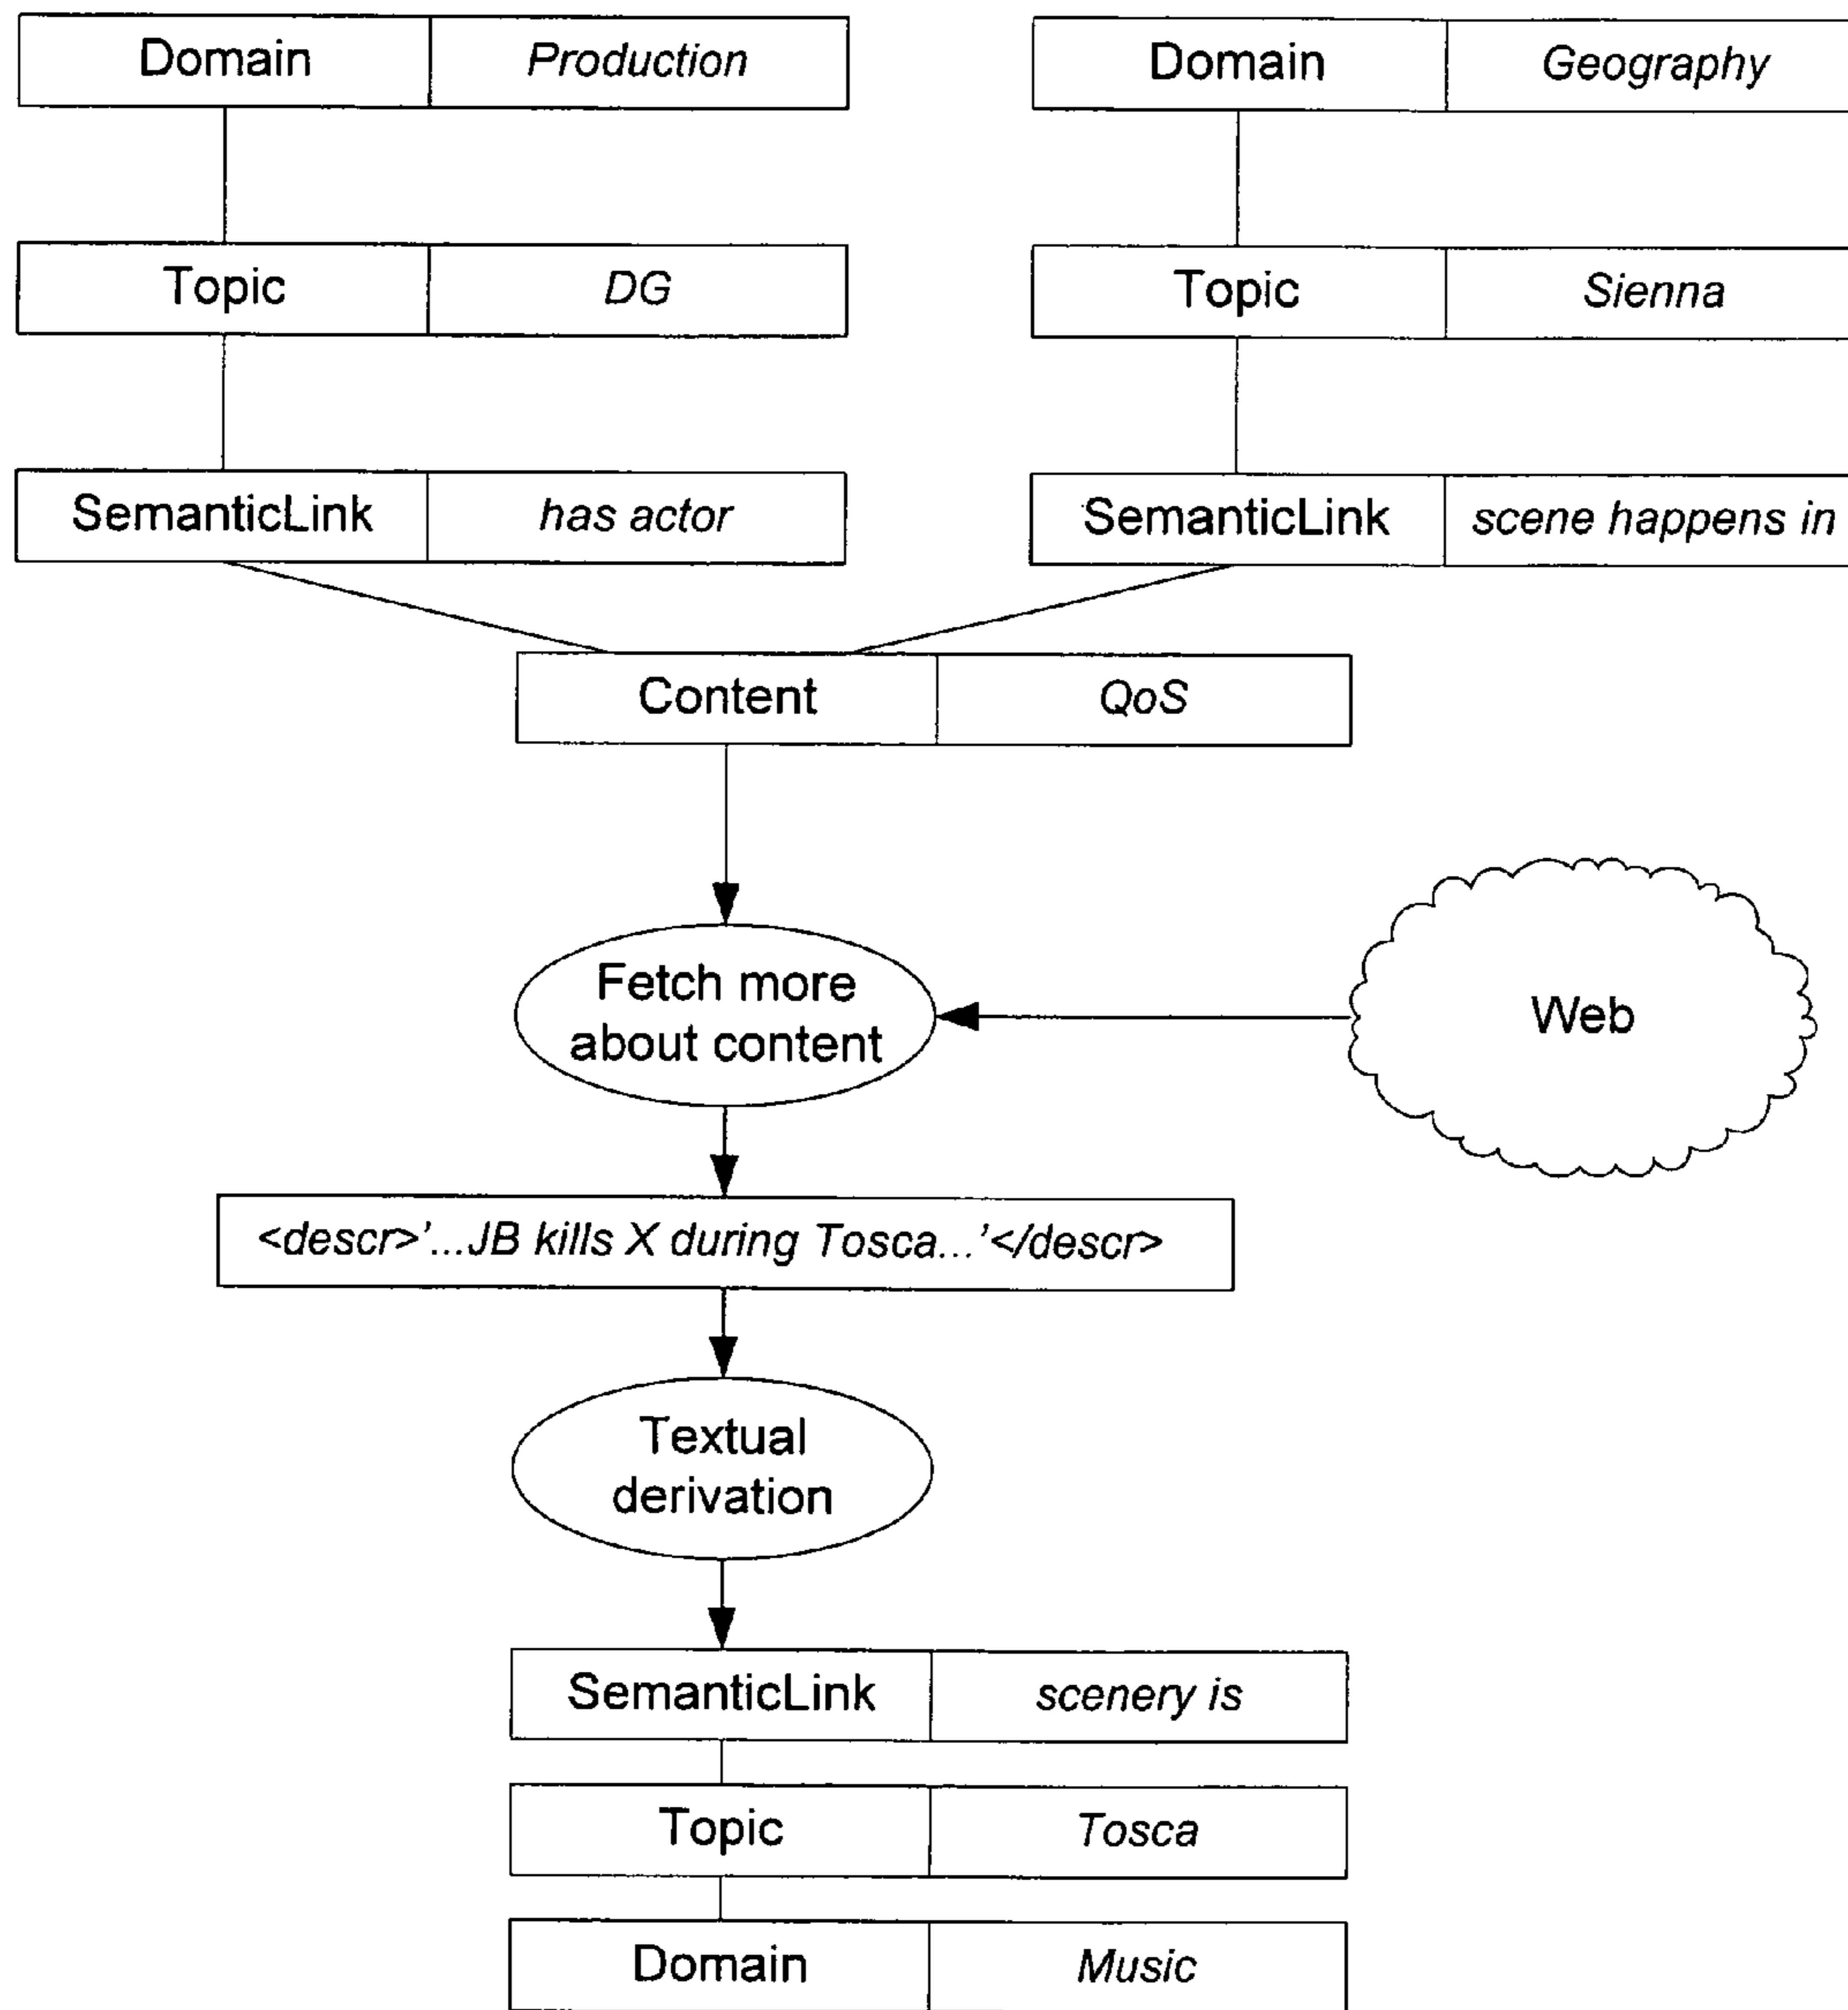 Domain Production
Domain Geography
Topic DG
Topic Sienna
SemanticLink has actor
SemanticLink scene happens in
Content QoS
Fetch more
about content
Web
<descr>'...JB kills X during Tosca...'</descr>
Textual
derivation
SemanticLink scenery is
Topic Tosca
Domain Music